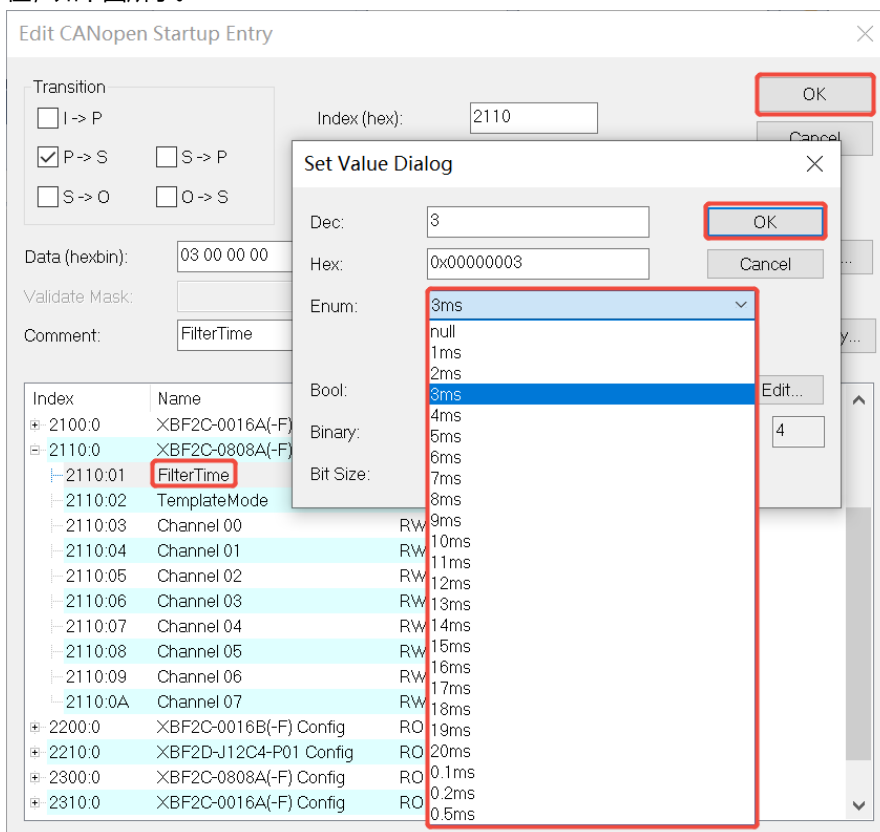 Edit CANopen Startup Entry
Transition
I -> P
P -> S
S -> P
S -> O
O -> S
Index (hex):
2110
OK
Cancel
Data (hexbin):
03 00 00 00
...
Validate Mask:
Comment:
FilterTime
y...
Set Value Dialog
Dec:
3
OK
Hex:
0x00000003
Cancel
Enum:
3ms
null
1ms
2ms
3ms
4ms
5ms
6ms
7ms
8ms
9ms
10ms
11ms
12ms
13ms
14ms
15ms
16ms
17ms
18ms
19ms
20ms
0.1ms
0.2ms
0.5ms
Bool:
Edit...
Binary:
4
Bit Size:
Index Name
2100:0 XBF2C-0016A(-F)
2110:0 XBF2C-0808A(-F)
2110:01 FilterTime
2110:02 TemplateMode
2110:03 Channel 00 RW
2110:04 Channel 01 RW
2110:05 Channel 02 RW
2110:06 Channel 03 RW
2110:07 Channel 04 RW
2110:08 Channel 05 RW
2110:09 Channel 06 RW
2110:0A Channel 07 RW
2200:0 XBF2C-0016B(-F) Config RO
2210:0 XBF2D-J12C4-P01 Config RO
2300:0 XBF2C-0808A(-F) Config RO
2310:0 XBF2C-0016A(-F) Config RO